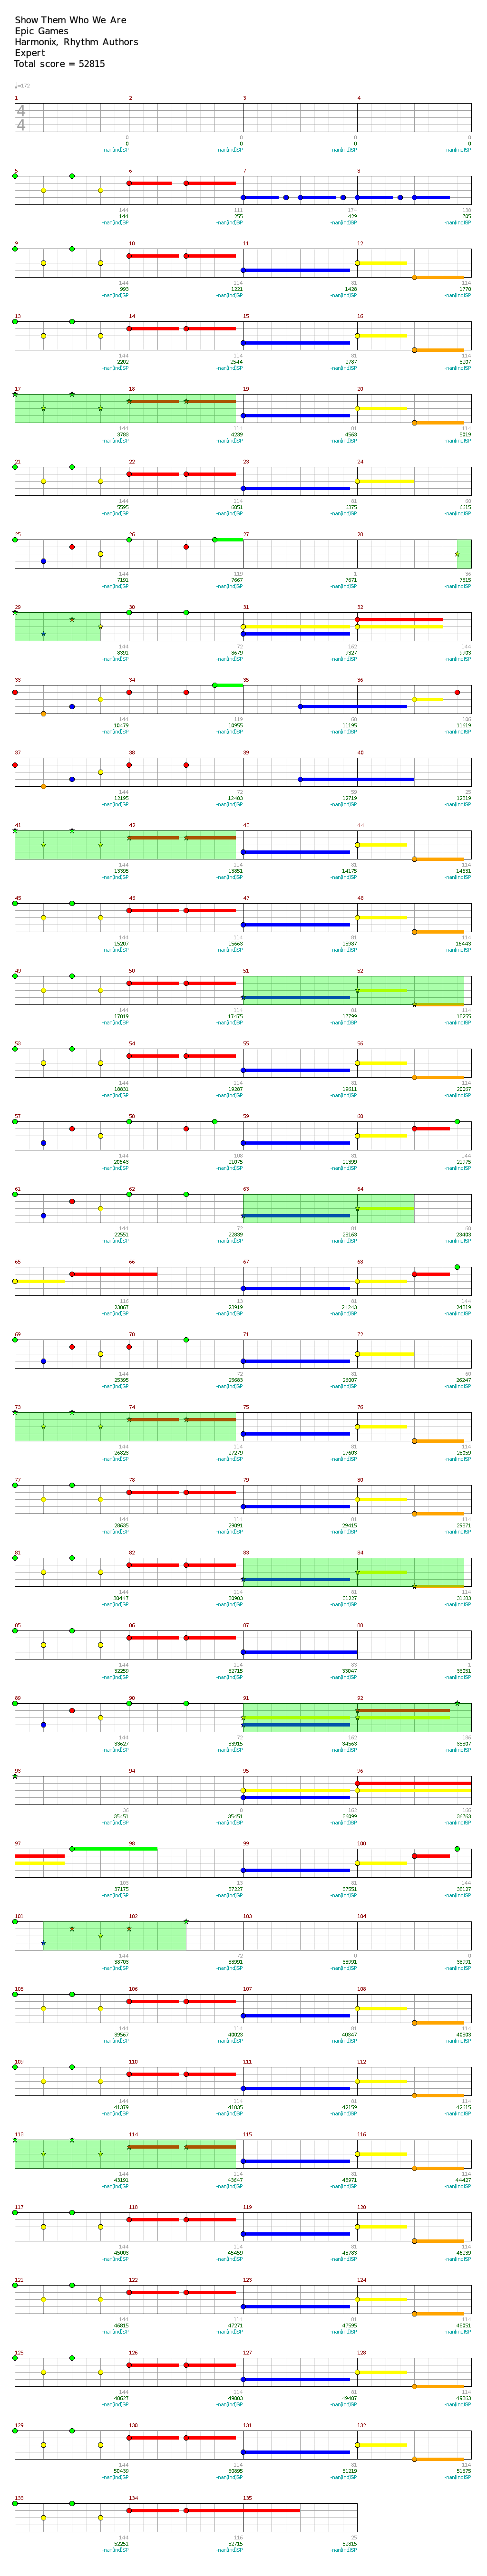 Show Them Who We Are
Epic Games
Harmonix, Rhythm Authors
Expert
Total score = 52815
♩=172
1 2 3 4
4
4
0 0 0 0
0 0 0 0
-nan(ind)SP -nan(ind)SP -nan(ind)SP -nan(ind)SP
5 6 7 8
144 111 174 138
144 255 429 705
-nan(ind)SP -nan(ind)SP -nan(ind)SP -nan(ind)SP
9 10 11 12
144 114 81 114
993 1221 1428 1770
-nan(ind)SP -nan(ind)SP -nan(ind)SP -nan(ind)SP
13 14 15 16
144 114 81 114
2202 2544 2787 3207
-nan(ind)SP -nan(ind)SP -nan(ind)SP -nan(ind)SP
17 18 19 20
144 114 81 114
3783 4239 4563 5019
-nan(ind)SP -nan(ind)SP -nan(ind)SP -nan(ind)SP
21 22 23 24
144 114 81 60
5595 6051 6375 6615
-nan(ind)SP -nan(ind)SP -nan(ind)SP -nan(ind)SP
25 26 27 28
144 119 1 36
7191 7667 7671 7815
-nan(ind)SP -nan(ind)SP -nan(ind)SP -nan(ind)SP
29 30 31 32
144 72 162 144
8391 8679 9327 9903
-nan(ind)SP -nan(ind)SP -nan(ind)SP -nan(ind)SP
33 34 35 36
144 119 60 106
10479 10955 11195 11619
-nan(ind)SP -nan(ind)SP -nan(ind)SP -nan(ind)SP
37 38 39 40
144 72 59 25
12195 12483 12719 12819
-nan(ind)SP -nan(ind)SP -nan(ind)SP -nan(ind)SP
41 42 43 44
144 114 81 114
13395 13851 14175 14631
-nan(ind)SP -nan(ind)SP -nan(ind)SP -nan(ind)SP
45 46 47 48
144 114 81 114
15207 15663 15987 16443
-nan(ind)SP -nan(ind)SP -nan(ind)SP -nan(ind)SP
49 50 51 52
144 114 81 114
17019 17475 17799 18255
-nan(ind)SP -nan(ind)SP -nan(ind)SP -nan(ind)SP
53 54 55 56
144 114 81 114
18831 19287 19611 20067
-nan(ind)SP -nan(ind)SP -nan(ind)SP -nan(ind)SP
57 58 59 60
144 108 81 144
20643 21075 21399 21975
-nan(ind)SP -nan(ind)SP -nan(ind)SP -nan(ind)SP
61 62 63 64
144 72 81 60
22551 22839 23163 23403
-nan(ind)SP -nan(ind)SP -nan(ind)SP -nan(ind)SP
65 66 67 68
116 13 81 144
23867 23919 24243 24819
-nan(ind)SP -nan(ind)SP -nan(ind)SP -nan(ind)SP
69 70 71 72
144 72 81 60
25395 25683 26007 26247
-nan(ind)SP -nan(ind)SP -nan(ind)SP -nan(ind)SP
73 74 75 76
144 114 81 114
26823 27279 27603 28059
-nan(ind)SP -nan(ind)SP -nan(ind)SP -nan(ind)SP
77 78 79 80
144 114 81 114
28635 29091 29415 29871
-nan(ind)SP -nan(ind)SP -nan(ind)SP -nan(ind)SP
81 82 83 84
144 114 81 114
30447 30903 31227 31683
-nan(ind)SP -nan(ind)SP -nan(ind)SP -nan(ind)SP
85 86 87 88
144 114 83 1
32259 32715 33047 33051
-nan(ind)SP -nan(ind)SP -nan(ind)SP -nan(ind)SP
89 90 91 92
144 72 162 186
33627 33915 34563 35307
-nan(ind)SP -nan(ind)SP -nan(ind)SP -nan(ind)SP
93 94 95 96
36 0 162 166
35451 35451 36099 36763
-nan(ind)SP -nan(ind)SP -nan(ind)SP -nan(ind)SP
97 98 99 100
103 13 81 144
37175 37227 37551 38127
-nan(ind)SP -nan(ind)SP -nan(ind)SP -nan(ind)SP
101 102 103 104
144 72 0 0
38703 38991 38991 38991
-nan(ind)SP -nan(ind)SP -nan(ind)SP -nan(ind)SP
105 106 107 108
144 114 81 114
39567 40023 40347 40803
-nan(ind)SP -nan(ind)SP -nan(ind)SP -nan(ind)SP
109 110 111 112
144 114 81 114
41379 41835 42159 42615
-nan(ind)SP -nan(ind)SP -nan(ind)SP -nan(ind)SP
113 114 115 116
144 114 81 114
43191 43647 43971 44427
-nan(ind)SP -nan(ind)SP -nan(ind)SP -nan(ind)SP
117 118 119 120
144 114 81 114
45003 45459 45783 46239
-nan(ind)SP -nan(ind)SP -nan(ind)SP -nan(ind)SP
121 122 123 124
144 114 81 114
46815 47271 47595 48051
-nan(ind)SP -nan(ind)SP -nan(ind)SP -nan(ind)SP
125 126 127 128
144 114 81 114
48627 49083 49407 49863
-nan(ind)SP -nan(ind)SP -nan(ind)SP -nan(ind)SP
129 130 131 132
144 114 81 114
50439 50895 51219 51675
-nan(ind)SP -nan(ind)SP -nan(ind)SP -nan(ind)SP
133 134 135
144 116 25
52251 52715 52815
-nan(ind)SP -nan(ind)SP -nan(ind)SP